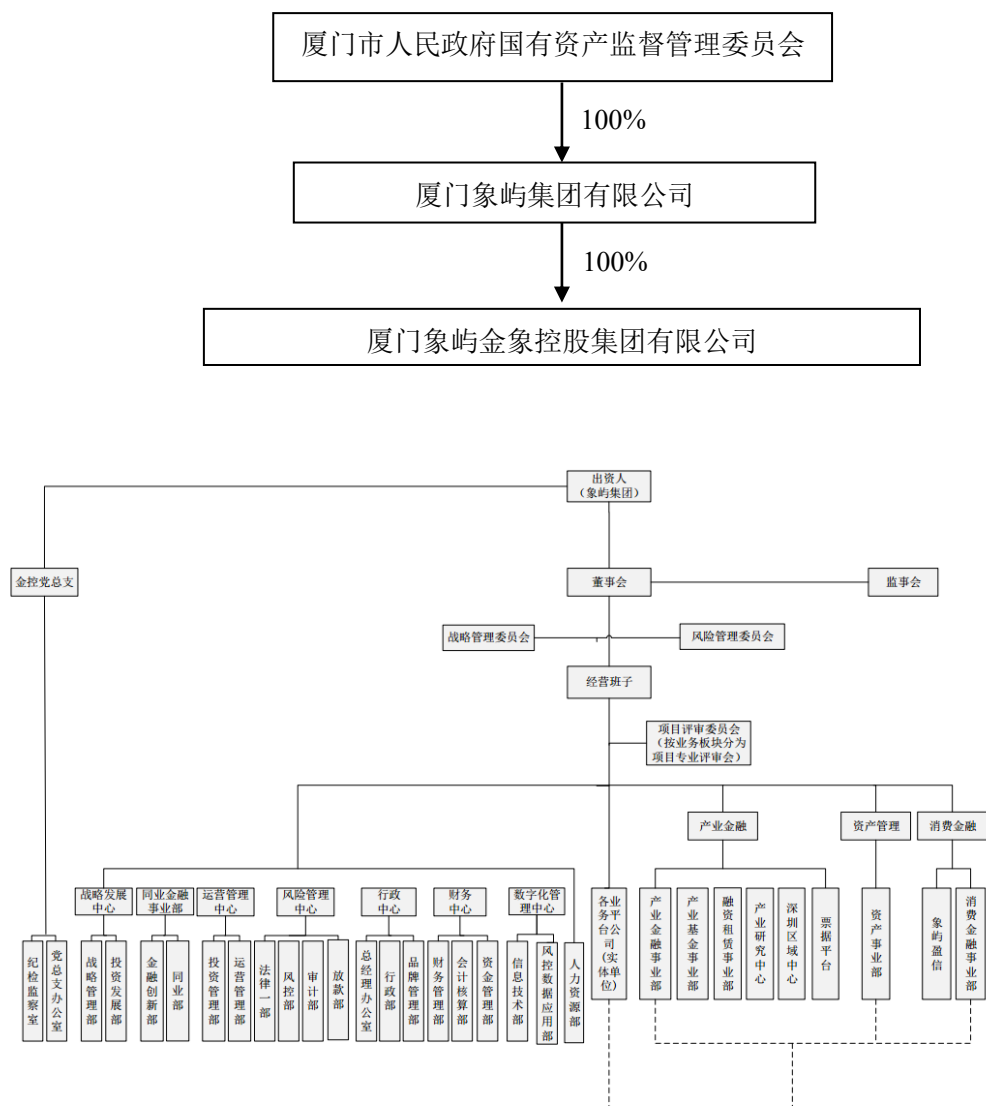 厦门市人民政府国有资产监督管理委员会
100%
厦门象屿集团有限公司
100%
厦门象屿金象控股集团有限公司
出资人
（象屿集团）
金控党总支
董事会
监事会
战略管理委员会
风险管理委员会
经营班子
项目评审委员会
（按业务板块分为
项目专业评审会）
产业金融
资产管理
消费金融
战略发展
中心
同业金融
事业部
运营管理
中心
风险管理
中心
行政
中心
财务
中心
数字化管
理中心
纪检监察室
党总支办公室
战略管理部
投资发展部
金融创新部
同业部
投资管理部
运营管理部
法律一部
风控部
审计部
放款部
总经理办公室
行政部
品牌管理部
财务管理部
会计核算部
资金管理部
信息技术部
风控数据应用部
人力资源部
各业务平台公司(实体单位)
产业金融事业部
产业基金事业部
融资租赁事业部
产业研究中心
深圳区域中心
票据平台
资产事业部
象屿盈信
消费金融事业部